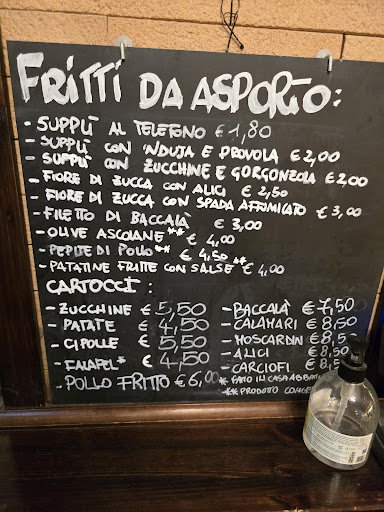 FRITTI DA ASPORTO:
- SUPPLÌ AL TELEFONO € 1,80
- SUPPLÌ CON 'NDUJA E PROVOLA € 2,00
- SUPPLÌ CON ZUCCHINE E GORGONZOLA € 2,00
- FIORE DI ZUCCA CON ALICI € 2,50
- FIORE DI ZUCCA CON SPADA AFFUMICATO € 3,00
- FILETTO DI BACCALÀ € 3,00
- OLIVE ASCOLANE** € 4,00
- PEPITE DI POLLO** € 4,50
- PATATINE FRITTE CON SALSE** € 4,00
CARTOCCI:
- ZUCCHINE € 5,50
- PATATE € 4,50
- CIPOLLE € 5,50
- FALAFEL* € 4,50
- POLLO FRITTO € 6,00
- BACCALÀ € 7,50
- CALAMARI € 8,50
- MOSCARDIN € 8,5
- ALICI € 8,5
- CARCIOFI € 8,5
* FATO IN CASA
** PRODOTTO